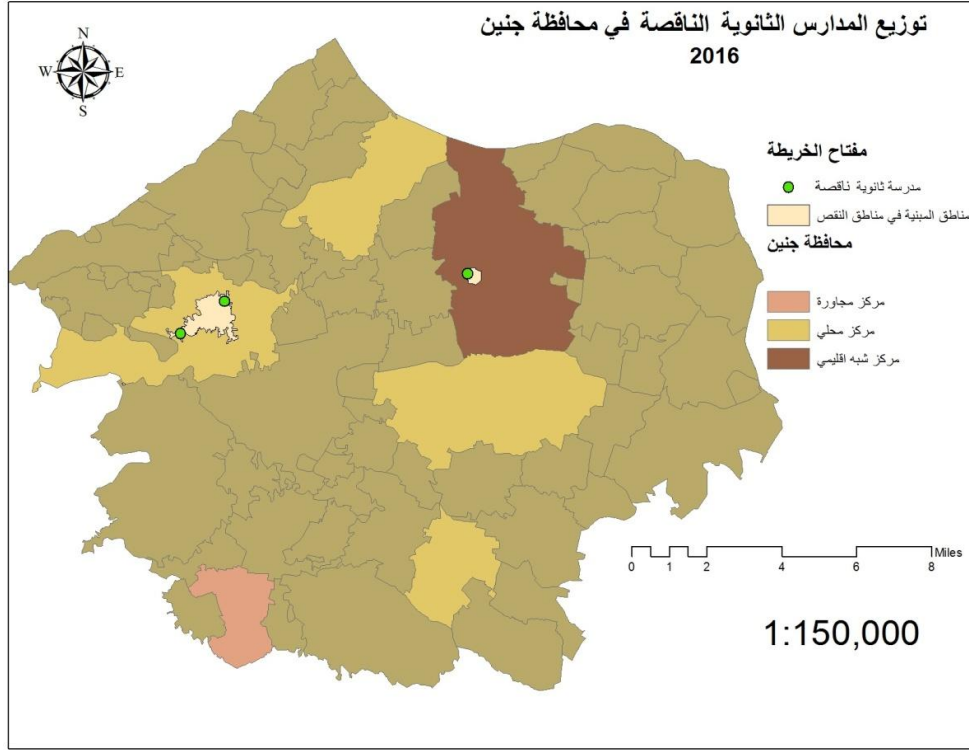 توزيع المدارس الثانوية الناقصة في محافظة جنين
2016
N
W E
S
مفتاح الخريطة
مدرسة ثانوية ناقصة
مناطق المبنية في مناطق النقص
محافظة جنين
مركز مجاورة
مركز محلي
مركز شبه اقليمي
Miles
0 1 2 4 6 8
1:150,000